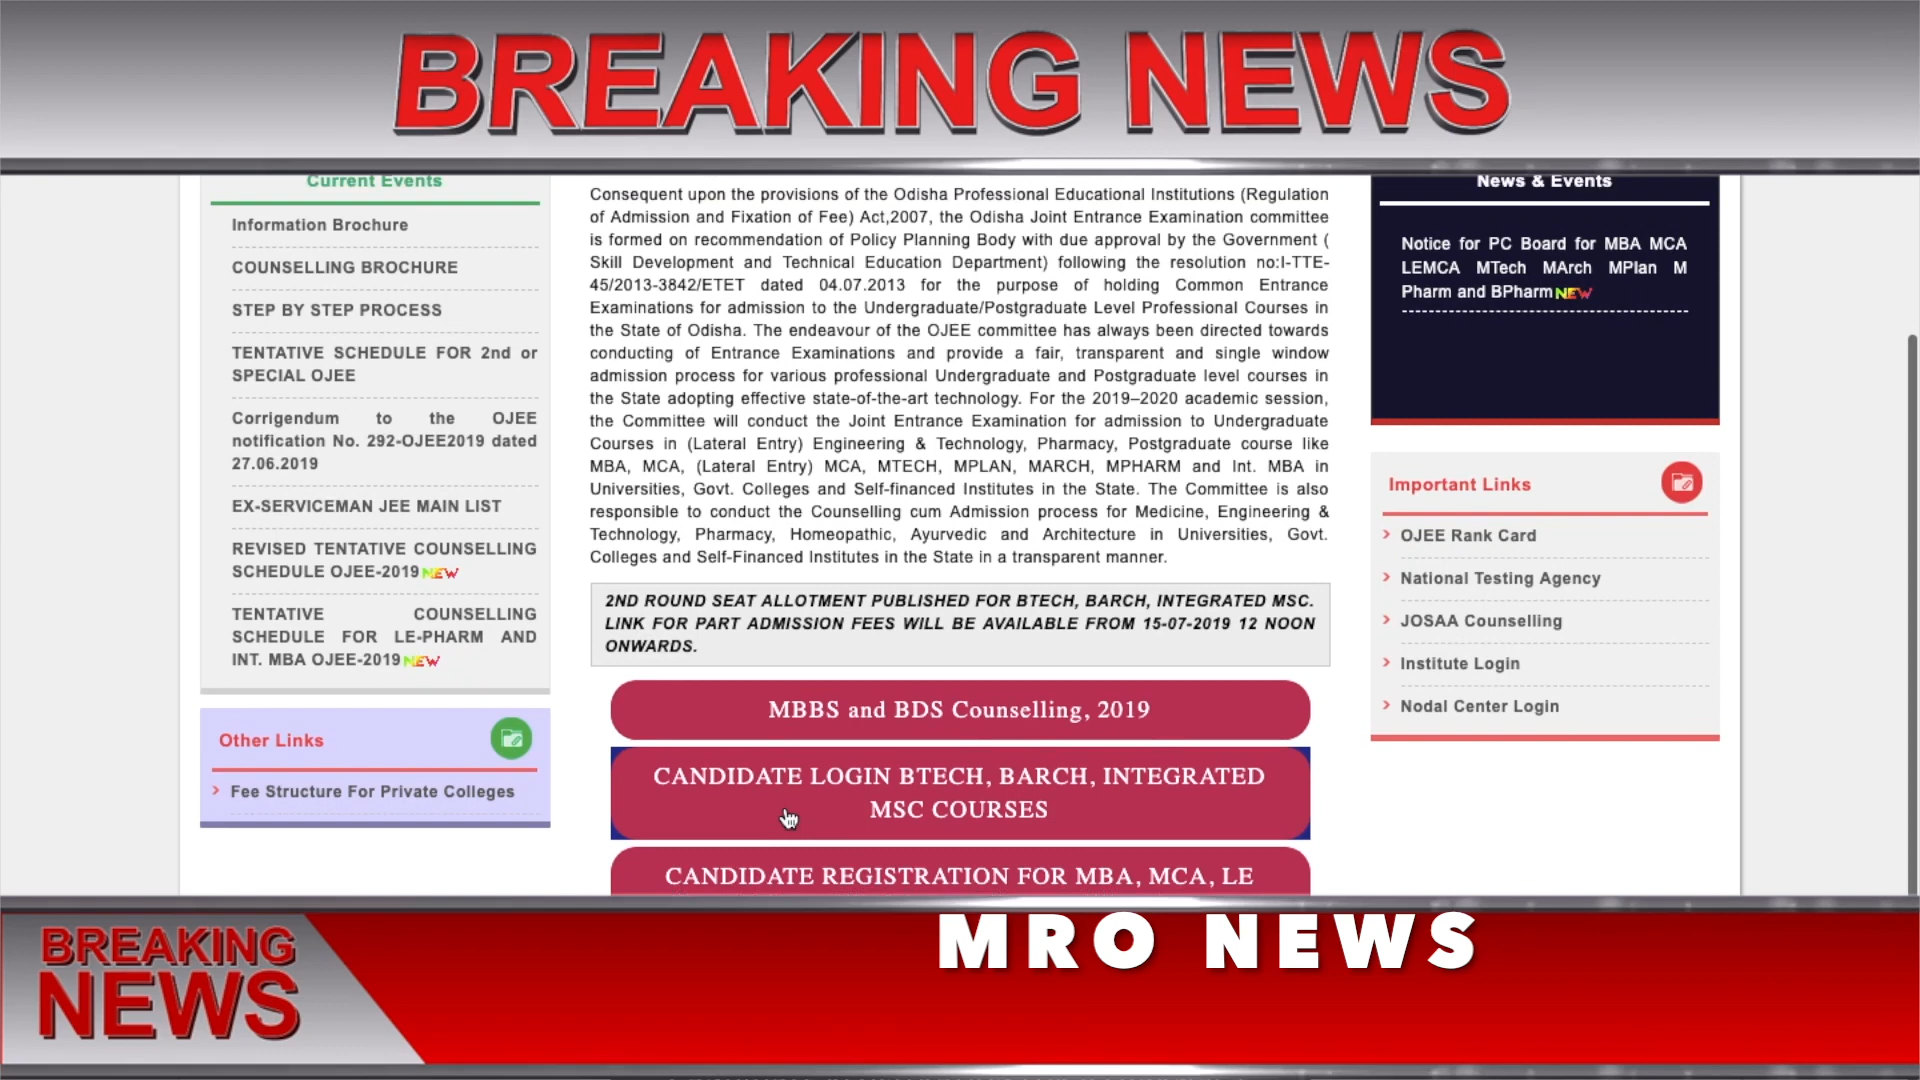 BREAKING NEWS
Current Events
Information Brochure
COUNSELLING BROCHURE
STEP BY STEP PROCESS
TENTATIVE SCHEDULE FOR 2nd or
SPECIAL OJEE
Corrigendum to the OJEE
notification No. 292-OJEE2019 dated
27.06.2019
EX-SERVICEMAN JEE MAIN LIST
REVISED TENTATIVE COUNSELLING
SCHEDULE OJEE-2019 NEW
TENTATIVE COUNSELLING
SCHEDULE FOR LE-PHARM AND
INT. MBA OJEE-2019 NEW
Other Links
Fee Structure For Private Colleges
Consequent upon the provisions of the Odisha Professional Educational Institutions (Regulation
of Admission and Fixation of Fee) Act,2007, the Odisha Joint Entrance Examination committee
is formed on recommendation of Policy Planning Body with due approval by the Government (
Skill Development and Technical Education Department) following the resolution no:I-TTE-
45/2013-3842/ETET dated 04.07.2013 for the purpose of holding Common Entrance
Examinations for admission to the Undergraduate/Postgraduate Level Professional Courses in
the State of Odisha. The endeavour of the OJEE committee has always been directed towards
conducting of Entrance Examinations and provide a fair, transparent and single window
admission process for various professional Undergraduate and Postgraduate level courses in
the State adopting effective state-of-the-art technology. For the 2019–2020 academic session,
the Committee will conduct the Joint Entrance Examination for admission to Undergraduate
Courses in (Lateral Entry) Engineering & Technology, Pharmacy, Postgraduate course like
MBA, MCA, (Lateral Entry) MCA, MTECH, MPLAN, MARCH, MPHARM and Int. MBA in
Universities, Govt. Colleges and Self-financed Institutes in the State. The Committee is also
responsible to conduct the Counselling cum Admission process for Medicine, Engineering &
Technology, Pharmacy, Homeopathic, Ayurvedic and Architecture in Universities, Govt.
Colleges and Self-Financed Institutes in the State in a transparent manner.
2ND ROUND SEAT ALLOTMENT PUBLISHED FOR BTECH, BARCH, INTEGRATED MSC.
LINK FOR PART ADMISSION FEES WILL BE AVAILABLE FROM 15-07-2019 12 NOON
ONWARDS.
MBBS and BDS Counselling, 2019
CANDIDATE LOGIN BTECH, BARCH, INTEGRATED
MSC COURSES
CANDIDATE REGISTRATION FOR MBA, MCA, LE
News & Events
Notice for PC Board for MBA MCA
LEMCA MTech MArch MPlan M
Pharm and BPharm NEW
Important Links
OJEE Rank Card
National Testing Agency
JOSAA Counselling
Institute Login
Nodal Center Login
BREAKING
NEWS
MRO NEWS